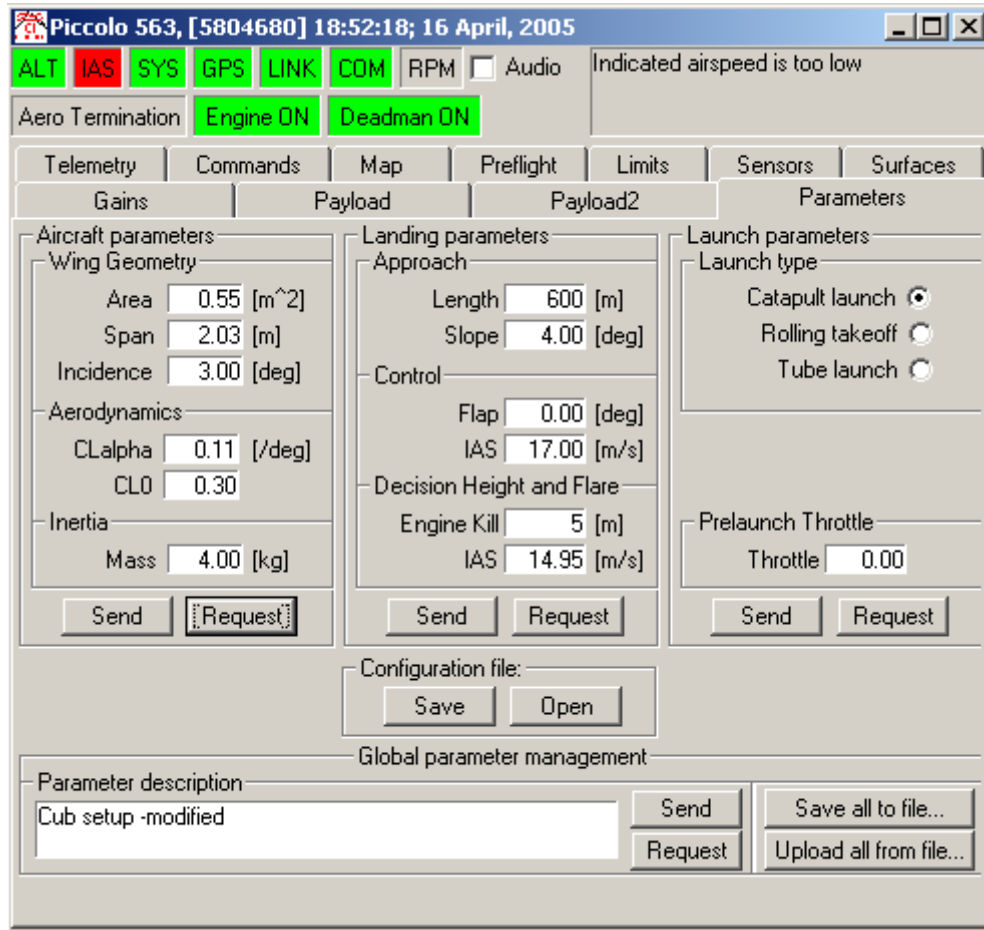 Piccolo 563, [5804680] 18:52:18; 16 April, 2005
ALT IAS SYS GPS LINK COM RPM Audio Indicated airspeed is too low
Aero Termination Engine ON Deadman ON
Telemetry Commands Map Preflight Limits Sensors Surfaces
Gains Payload Payload2 Parameters
Aircraft parameters
Wing Geometry
Area 0.55 [m^2]
Span 2.03 [m]
Incidence 3.00 [deg]
Aerodynamics
CLalpha 0.11 [/deg]
CL0 0.30
Inertia
Mass 4.00 [kg]
Send Request
Landing parameters
Approach
Length 600 [m]
Slope 4.00 [deg]
Control
Flap 0.00 [deg]
IAS 17.00 [m/s]
Decision Height and Flare
Engine Kill 5 [m]
IAS 14.95 [m/s]
Send Request
Launch parameters
Launch type
Catapult launch
Rolling takeoff
Tube launch
Prelaunch Throttle
Throttle 0.00
Send Request
Configuration file:
Save Open
Global parameter management
Parameter description
Cub setup -modified
Send
Request
Save all to file...
Upload all from file...